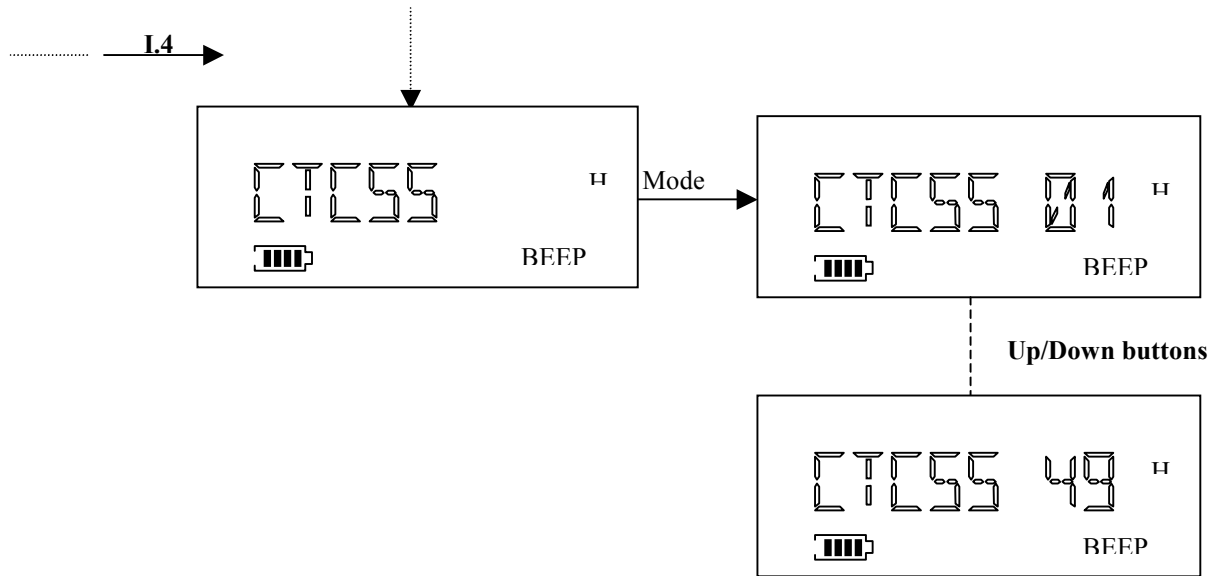 I.4
CTCSS H
BEEP
Mode
CTCSS 01 H
BEEP
Up/Down buttons
CTCSS 49 H
BEEP